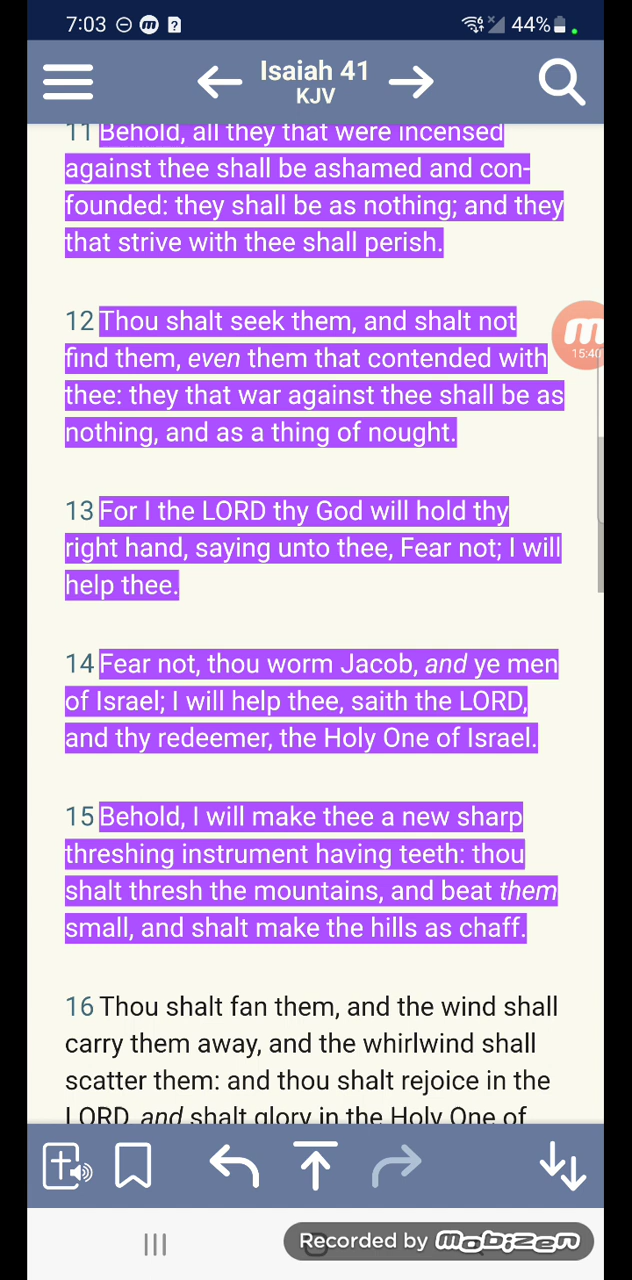 7:03 m ? 6 44%
Isaiah 41
KJV
11 Behold, all they that were incensed
against thee shall be ashamed and con-
founded: they shall be as nothing; and they
that strive with thee shall perish.
12 Thou shalt seek them, and shalt not
find them, even them that contended with
thee: they that war against thee shall be as
nothing, and as a thing of nought.
m
15:40
13 For I the LORD thy God will hold thy
right hand, saying unto thee, Fear not; I will
help thee.
14 Fear not, thou worm Jacob, and ye men
of Israel; I will help thee, saith the LORD,
and thy redeemer, the Holy One of Israel.
15 Behold, I will make thee a new sharp
threshing instrument having teeth: thou
shalt thresh the mountains, and beat them
small, and shalt make the hills as chaff.
16 Thou shalt fan them, and the wind shall
carry them away, and the whirlwind shall
scatter them: and thou shalt rejoice in the
LORD, and shalt glory in the Holy One of
Recorded by mobizen